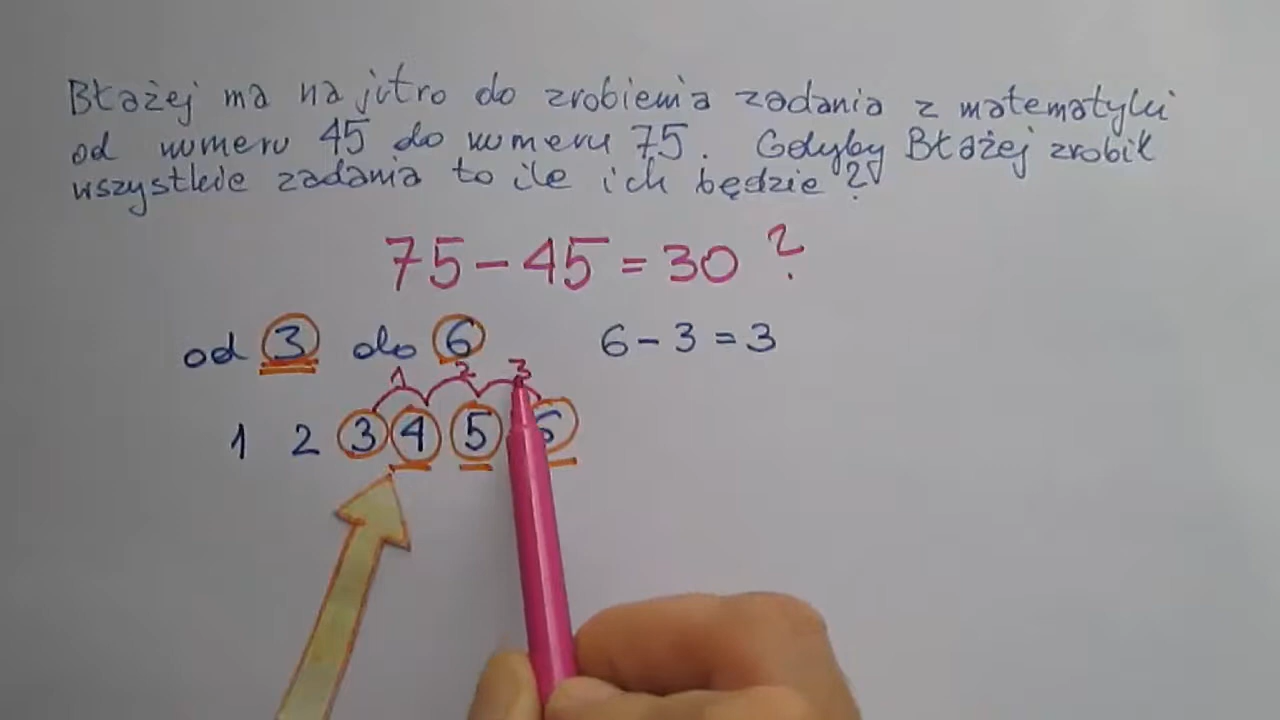 Błażej ma na jutro do zrobienia zadania z matematyki
od numeru 45 do numeru 75. Gdyby Błażej zrobił
wszystkie zadania to ile ich będzie?
75-45=30 ?
od 3 do 6 6-3=3
1 2 3
1 2 3 4 5 6